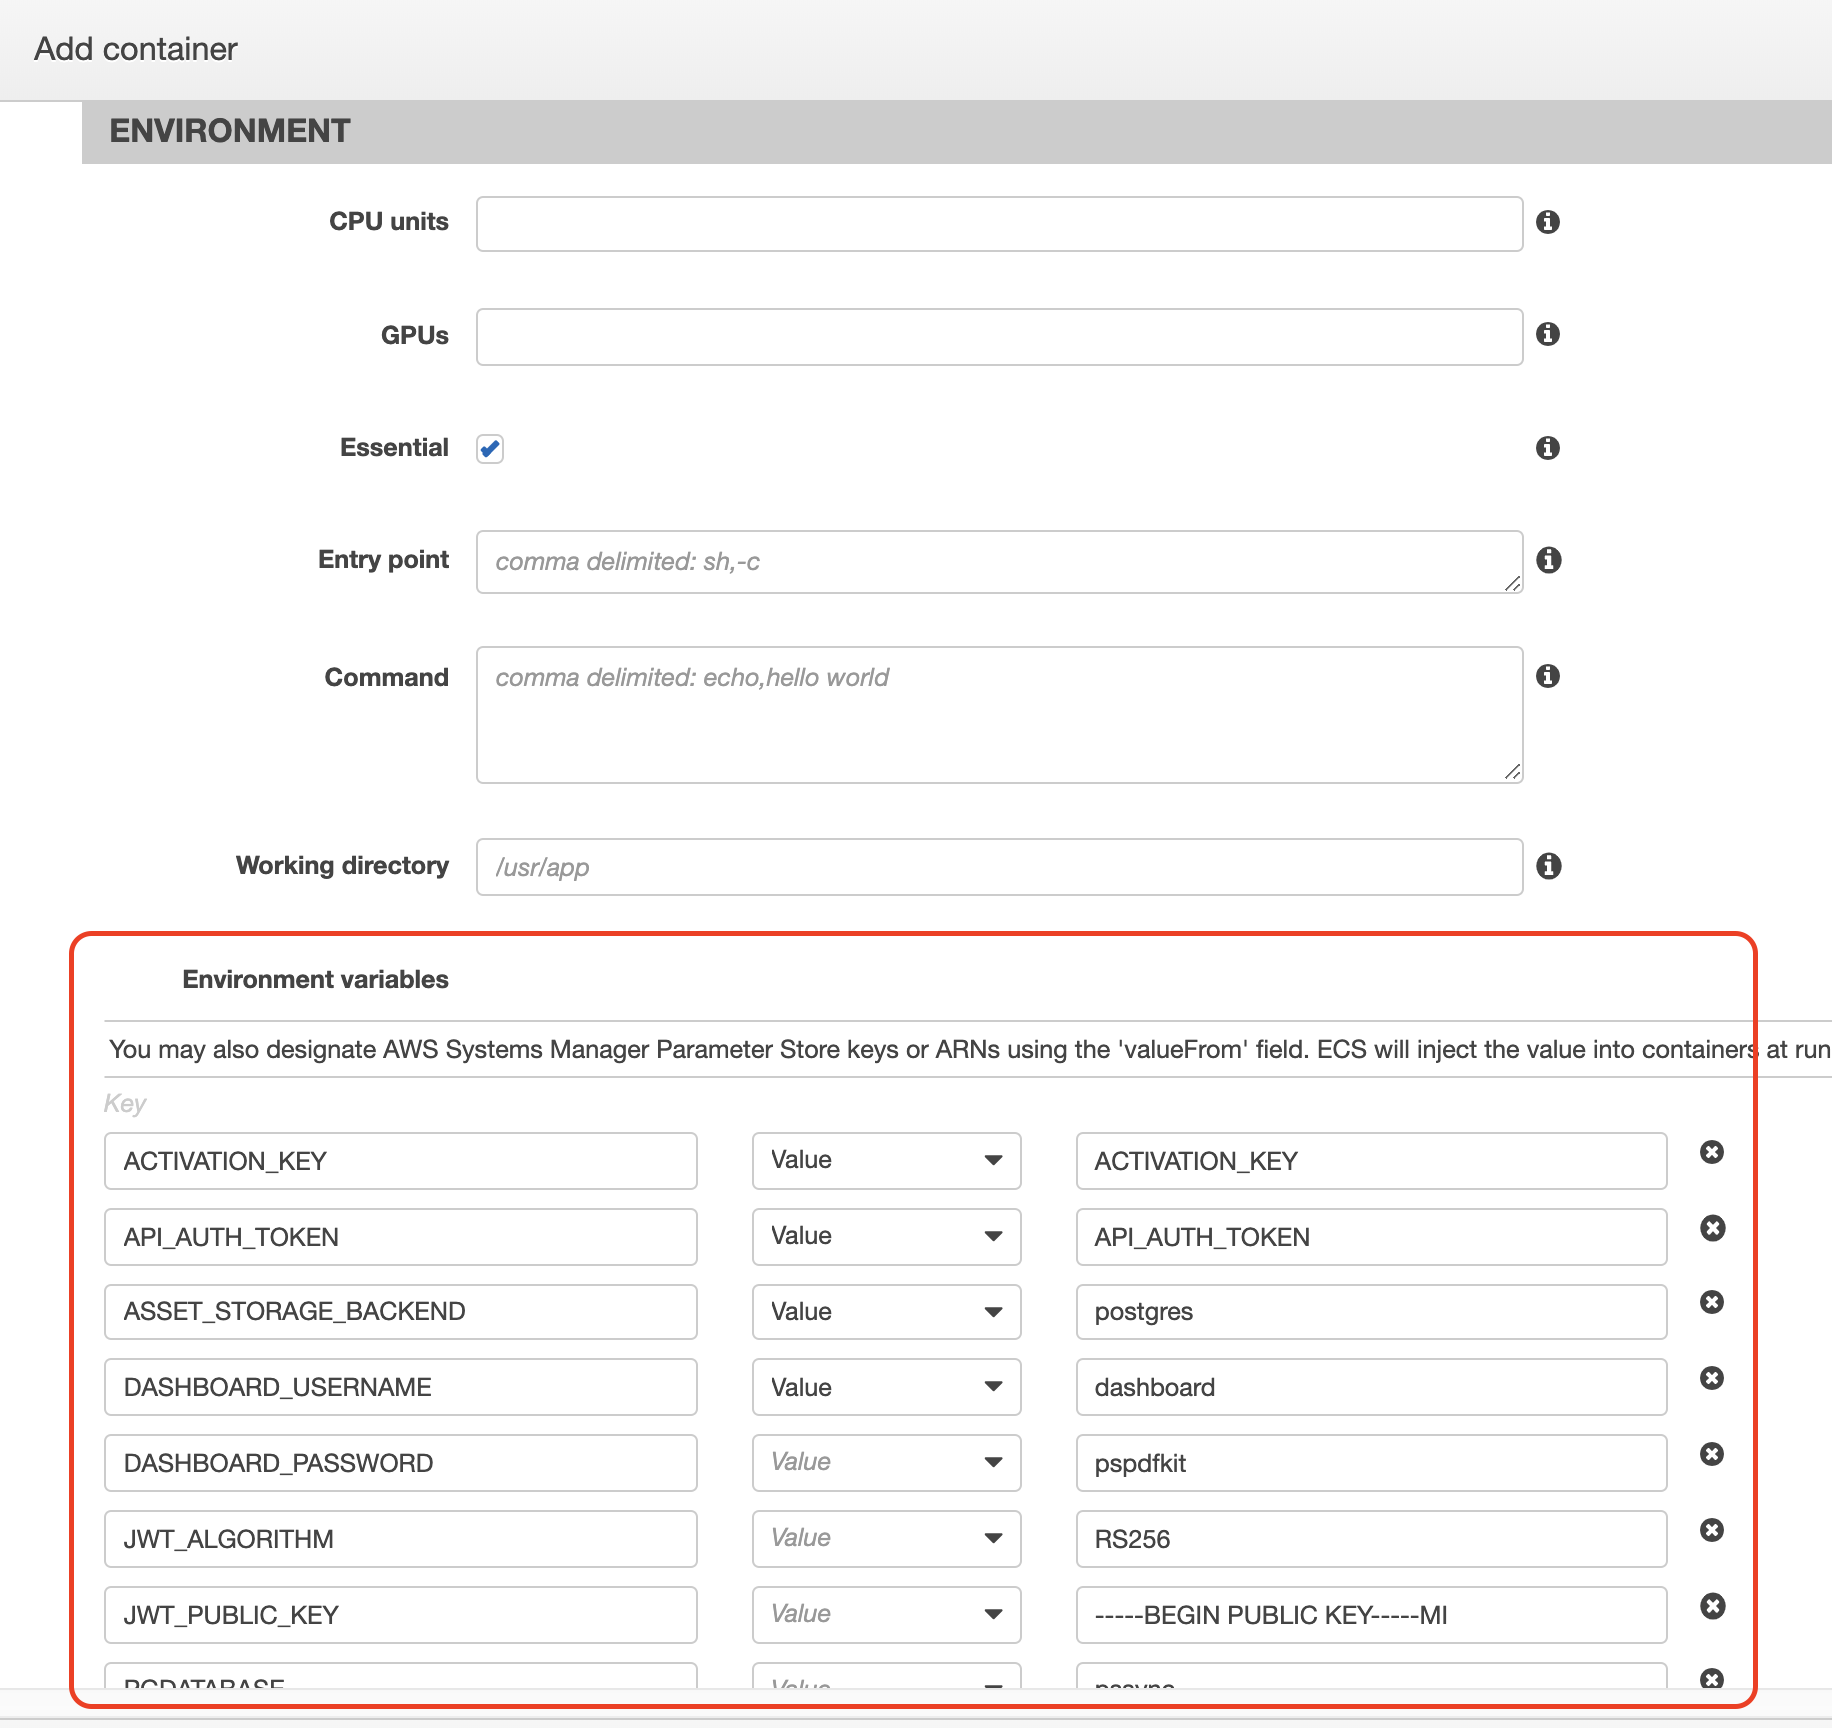 Add container
ENVIRONMENT
CPU units
GPUs
Essential
Entry point comma delimited: sh,-c
Command comma delimited: echo,hello world
Working directory /usr/app
Environment variables
You may also designate AWS Systems Manager Parameter Store keys or ARNs using the 'valueFrom' field. ECS will inject the value into containers at run
Key
ACTIVATION_KEY Value ACTIVATION_KEY
API_AUTH_TOKEN Value API_AUTH_TOKEN
ASSET_STORAGE_BACKEND Value postgres
DASHBOARD_USERNAME Value dashboard
DASHBOARD_PASSWORD Value pspdfkit
JWT_ALGORITHM Value RS256
JWT_PUBLIC_KEY Value -----BEGIN PUBLIC KEY-----MI
PGDATABASE Value